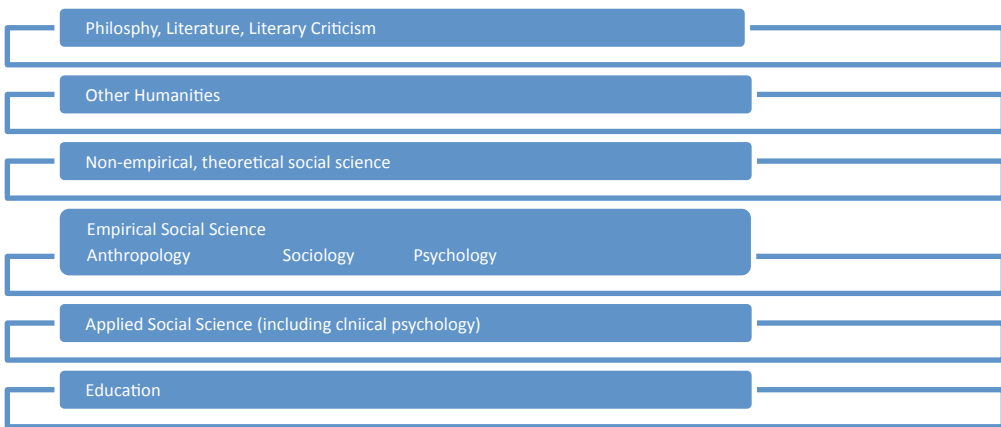 Philosphy, Literature, Literary Criticism
Other Humanities
Non-empirical, theoretical social science
Empirical Social Science
Anthropology Sociology Psychology
Applied Social Science (including clniical psychology)
Education